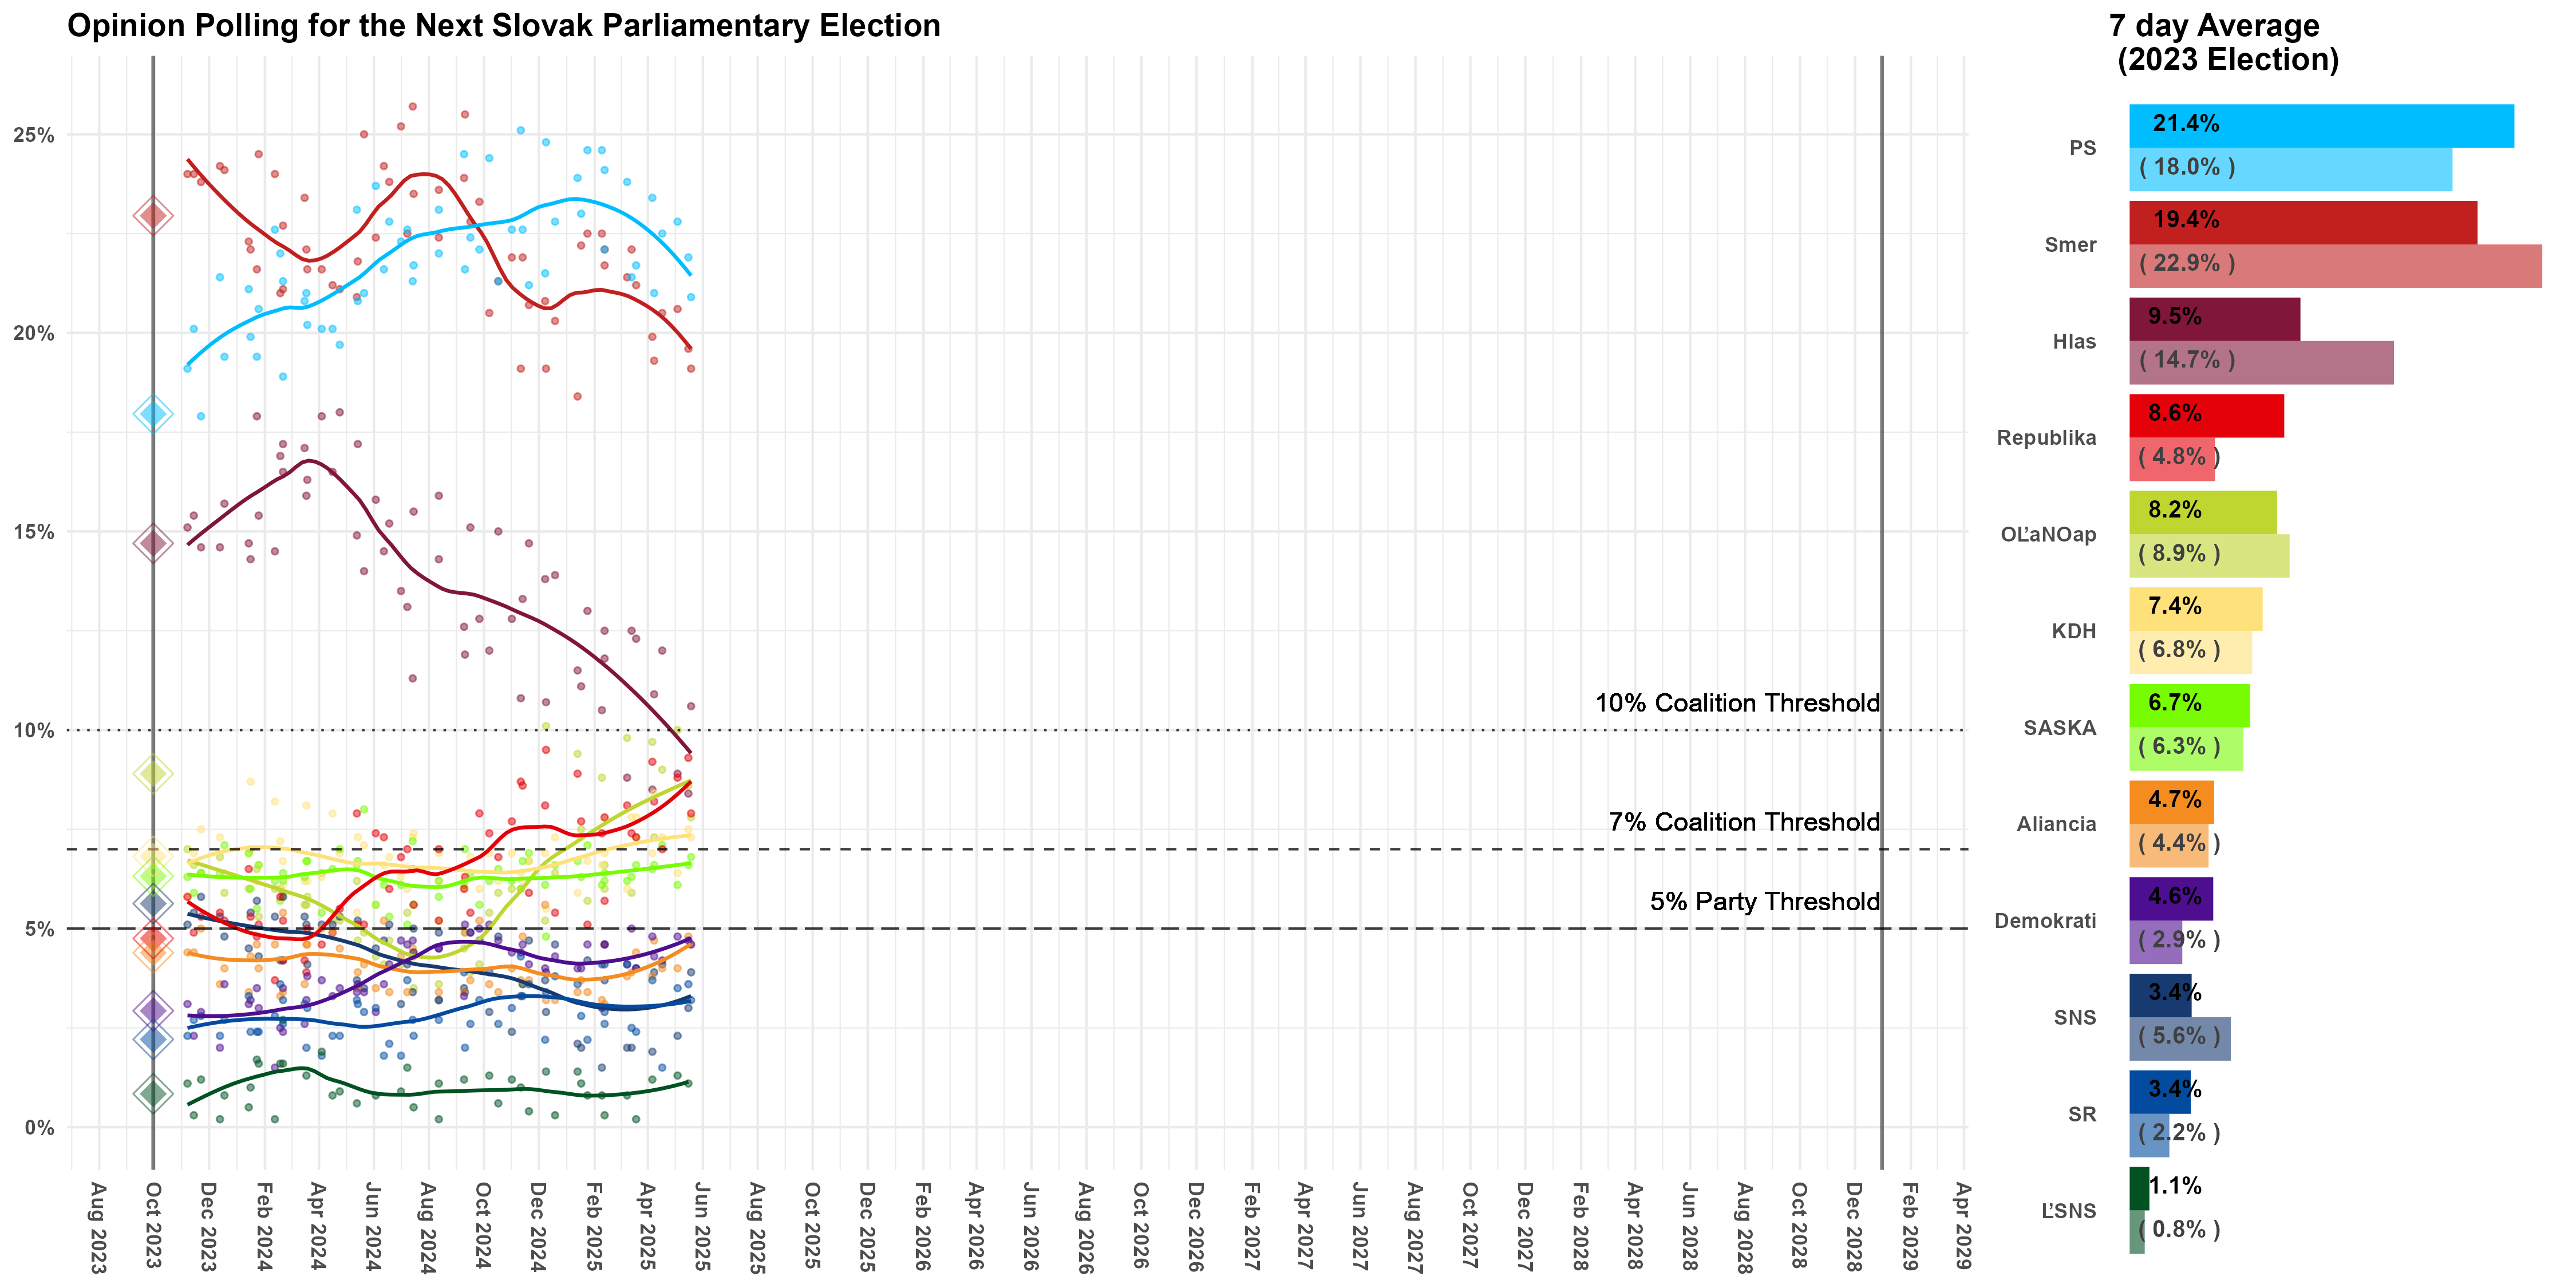 Opinion Polling for the Next Slovak Parliamentary Election
7 day Average
(2023 Election)
25%
20%
15%
10%
5%
0%
10% Coalition Threshold
7% Coalition Threshold
5% Party Threshold
Aug 2023
Oct 2023
Dec 2023
Feb 2024
Apr 2024
Jun 2024
Aug 2024
Oct 2024
Dec 2024
Feb 2025
Apr 2025
Jun 2025
Aug 2025
Oct 2025
Dec 2025
Feb 2026
Apr 2026
Jun 2026
Aug 2026
Oct 2026
Dec 2026
Feb 2027
Apr 2027
Jun 2027
Aug 2027
Oct 2027
Dec 2027
Feb 2028
Apr 2028
Jun 2028
Aug 2028
Oct 2028
Dec 2028
Feb 2029
Apr 2029
PS
21.4%
( 18.0% )
Smer
19.4%
( 22.9% )
Hlas
9.5%
( 14.7% )
Republika
8.6%
( 4.8% )
OĽaNOap
8.2%
( 8.9% )
KDH
7.4%
( 6.8% )
SASKA
6.7%
( 6.3% )
Aliancia
4.7%
( 4.4% )
Demokrati
4.6%
( 2.9% )
SNS
3.4%
( 5.6% )
SR
3.4%
( 2.2% )
ĽSNS
1.1%
( 0.8% )